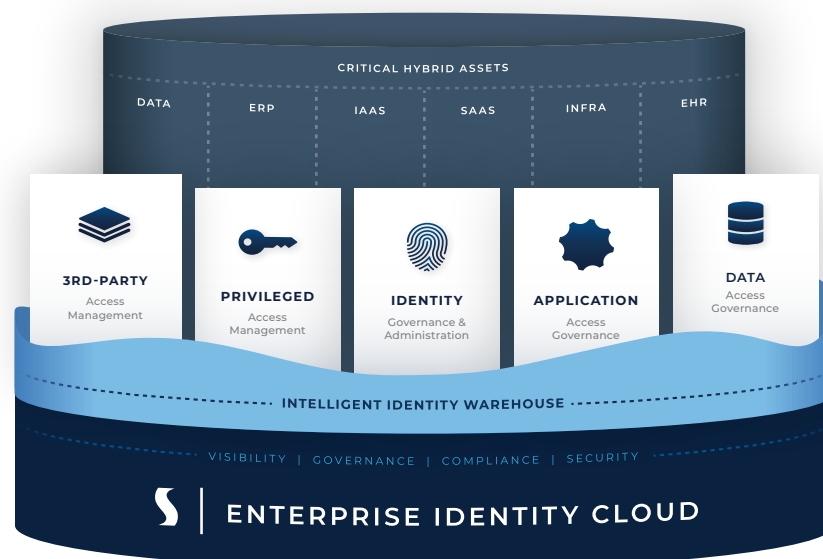 CRITICAL HYBRID ASSETS
DATA
ERP
IAAS
SAAS
INFRA
EHR
3RD-PARTY
Access
Management
PRIVILEGED
Access
Management
IDENTITY
Governance &
Administration
APPLICATION
Access
Governance
DATA
Access
Governance
INTELLIGENT IDENTITY WAREHOUSE
VISIBILITY | GOVERNANCE | COMPLIANCE | SECURITY
ENTERPRISE IDENTITY CLOUD